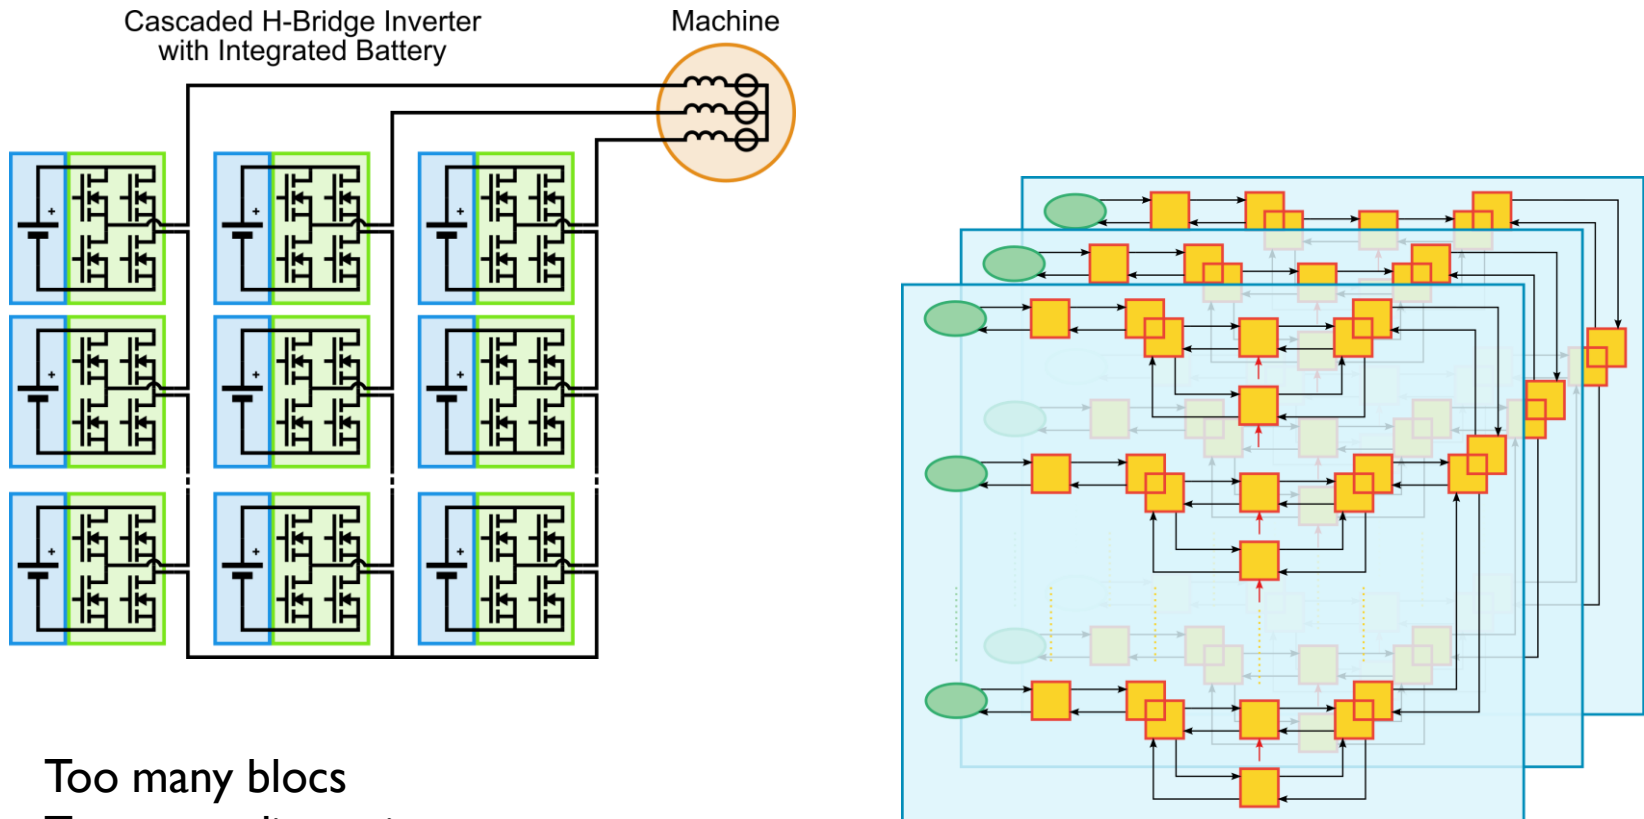 Cascaded H-Bridge Inverter
with Integrated Battery
Machine
+ + +
+ + +
+ + +
Too many blocs